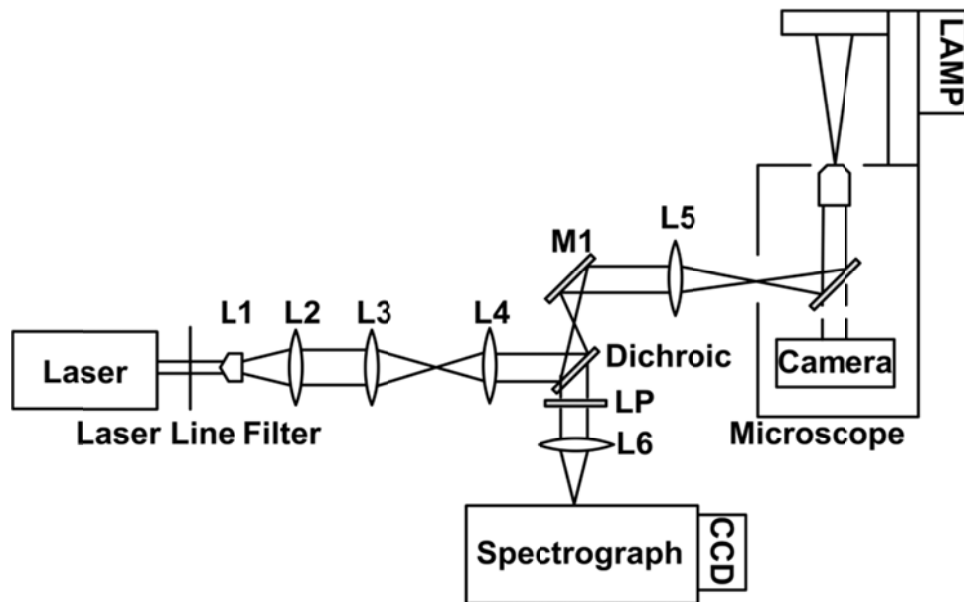 LAMP
L5
M1
L1
L2
L3
L4
Laser
Dichroic
Camera
LP
Laser Line Filter
Microscope
L6
Spectrograph
CCD